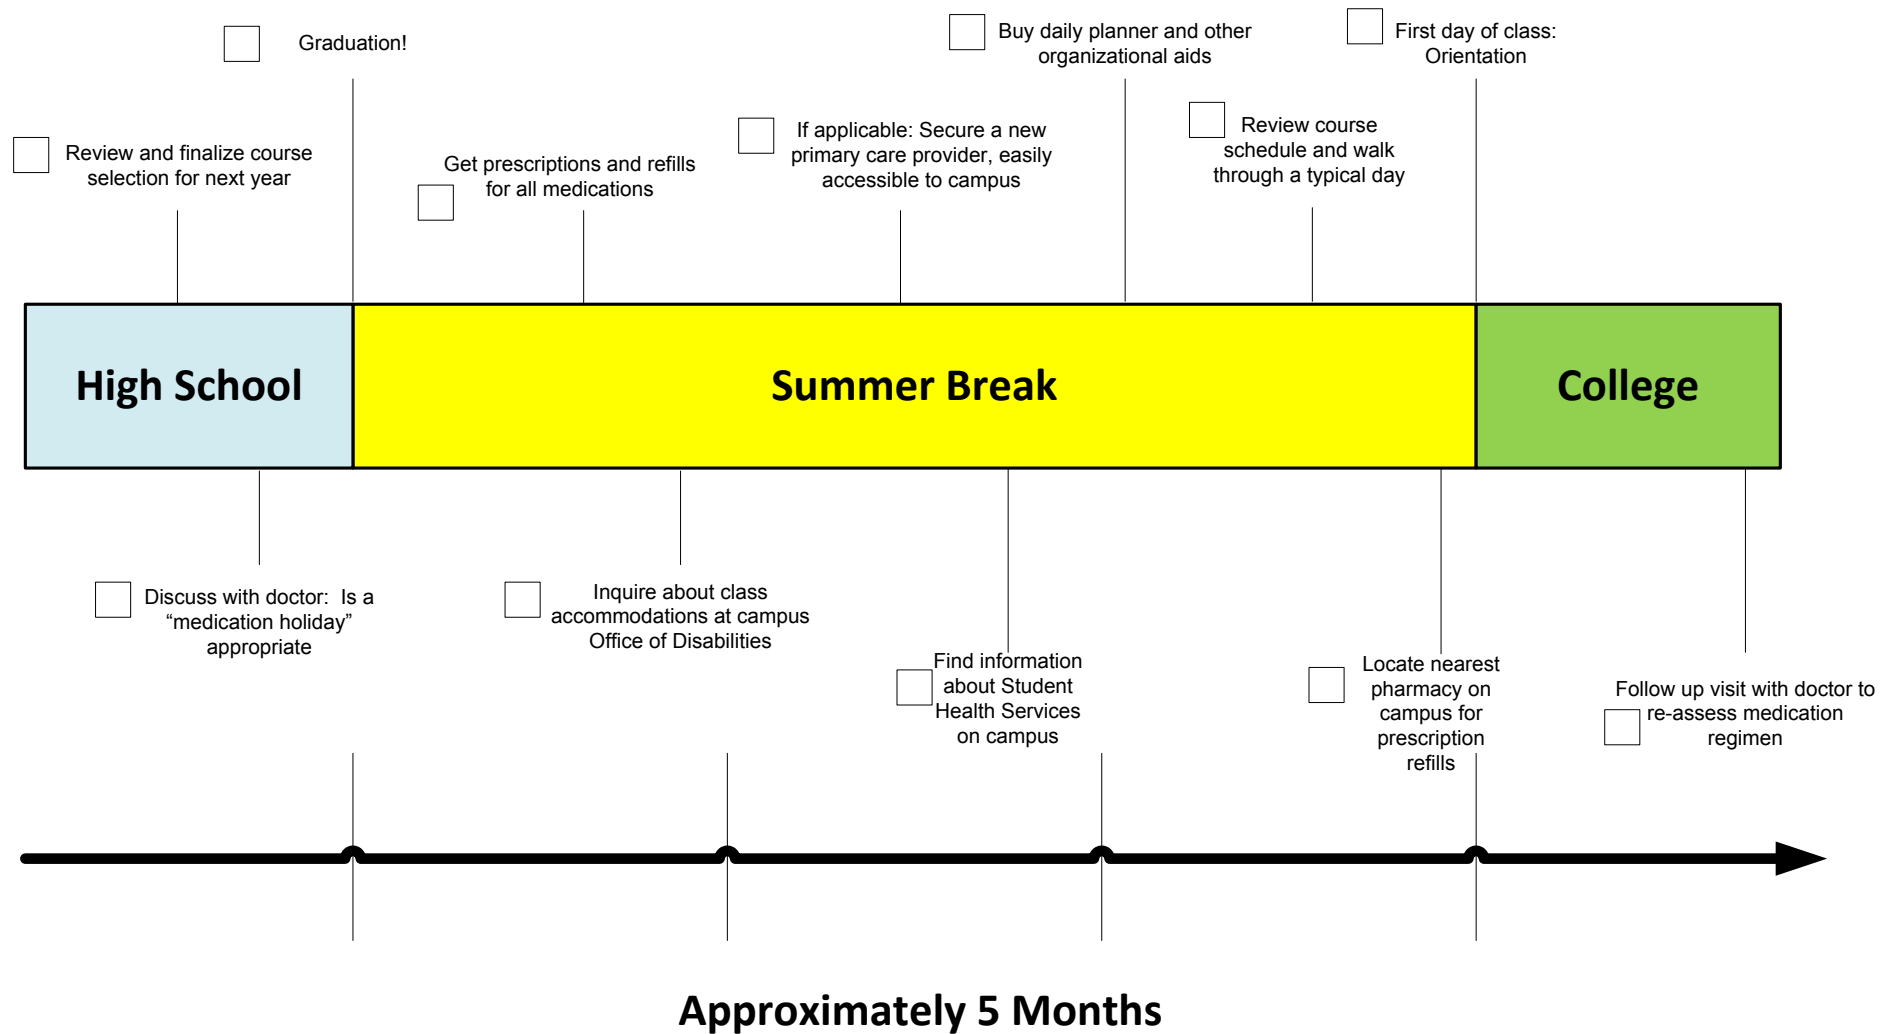 Graduation!
Buy daily planner and other
organizational aids
First day of class:
Orientation
Review and finalize course
selection for next year
Get prescriptions and refills
for all medications
If applicable: Secure a new
primary care provider, easily
accessible to campus
Review course
schedule and walk
through a typical day
High School
Summer Break
College
Discuss with doctor:  Is a
“medication holiday”
appropriate
Inquire about class
accommodations at campus
Office of Disabilities
Find information
about Student
Health Services
on campus
Locate nearest
pharmacy on
campus for
prescription
refills
Follow up visit with doctor to
re-assess medication
regimen
Approximately 5 Months